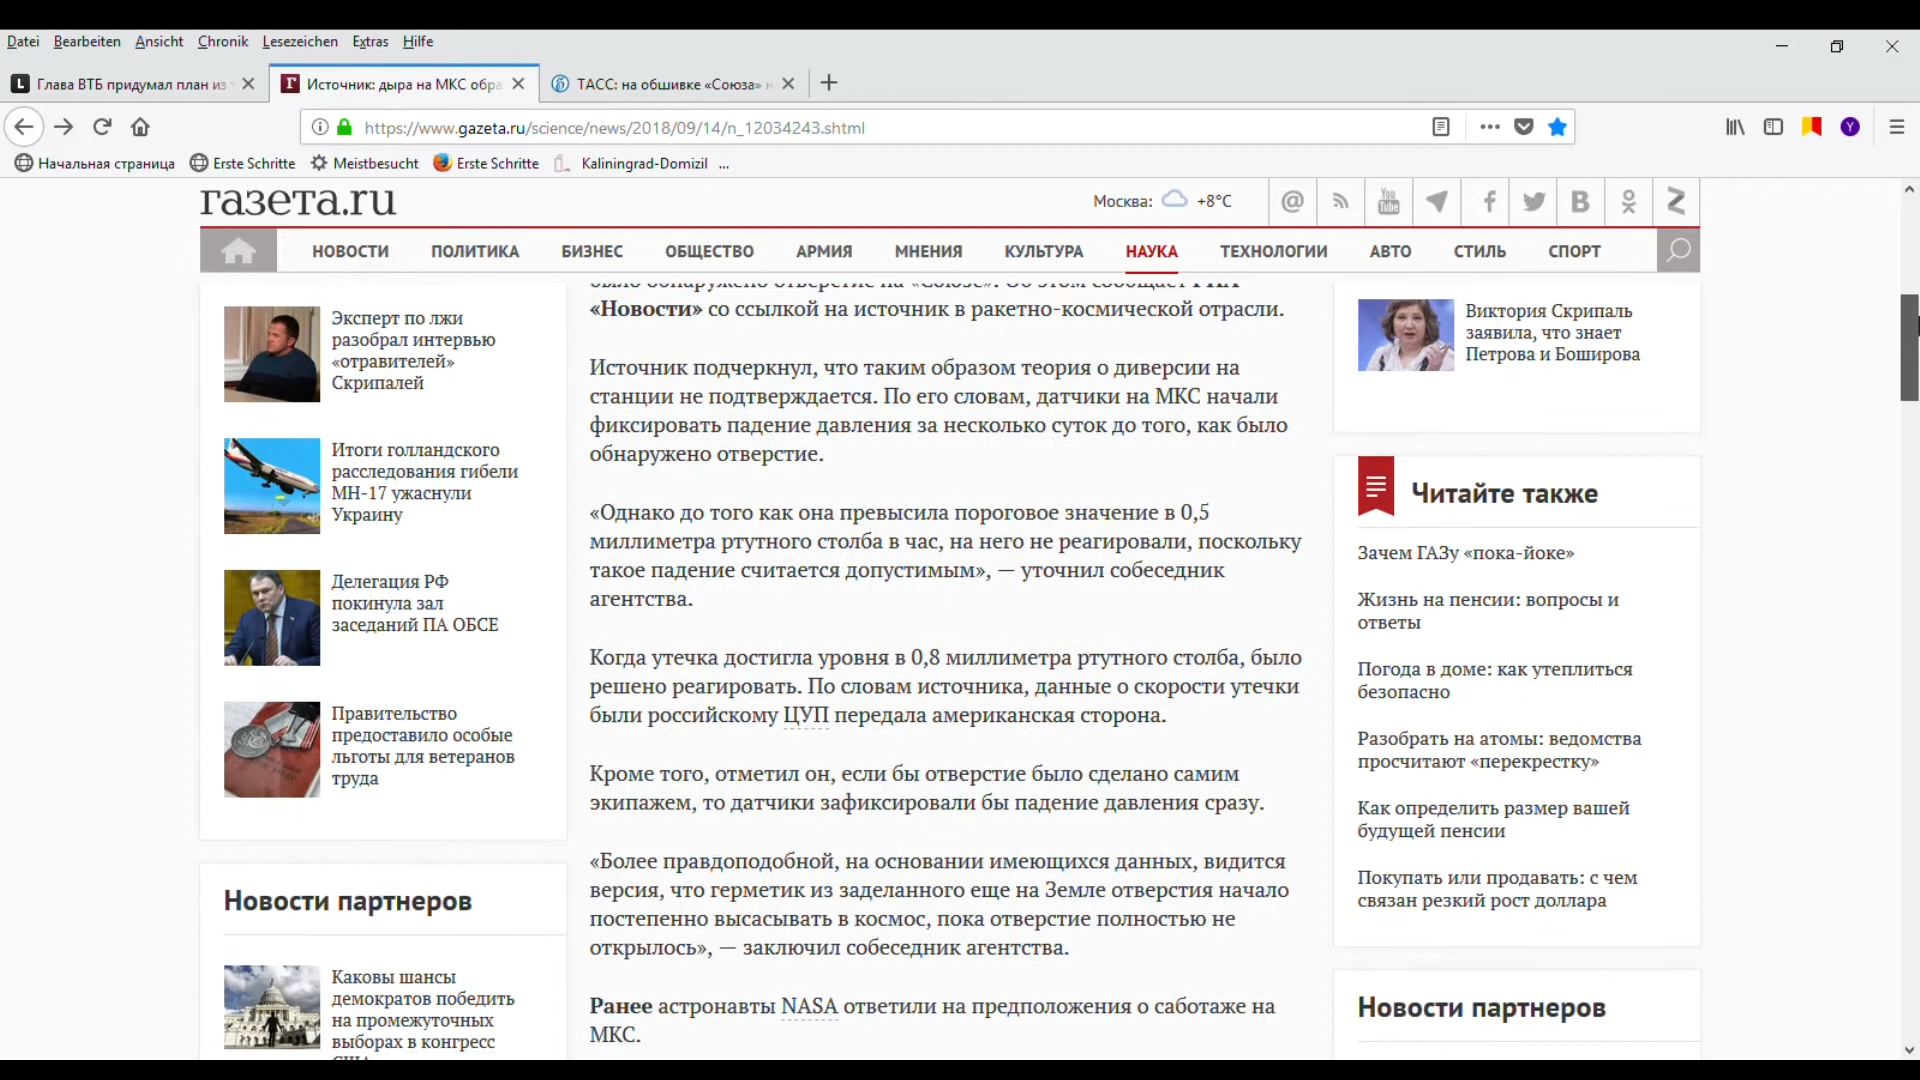 Datei Bearbeiten Ansicht Chronik Lesezeichen Extras Hilfe
Глава ВТБ придумал план из
Источник: дыра на МКС обра
ТАСС: на обшивке «Союза»
https://www.gazeta.ru/science/news/2018/09/14/n_12034243.shtml
Начальная страница Erste Schritte Meistbesucht Erste Schritte Kaliningrad-Domizil ...
газета.ru
Москва: +8°C
НОВОСТИ ПОЛИТИКА БИЗНЕС ОБЩЕСТВО АРМИЯ МНЕНИЯ КУЛЬТУРА НАУКА ТЕХНОЛОГИИ АВТО СТИЛЬ СПОРТ
Эксперт по лжи
разобрал интервью
«отравителей»
Скрипалей
Итоги голландского
расследования гибели
МН-17 ужаснули
Украину
Делегация РФ
покинула зал
заседаний ПА ОБСЕ
Правительство
предоставило особые
льготы для ветеранов
труда
Новости партнеров
Каковы шансы
демократов победить
на промежуточных
выборах в конгресс
было обнаружено отверстие на «Союзе». Об этом сообщает РИА
«Новости» со ссылкой на источник в ракетно-космической отрасли.
Источник подчеркнул, что таким образом теория о диверсии на
станции не подтверждается. По его словам, датчики на МКС начали
фиксировать падение давления за несколько суток до того, как было
обнаружено отверстие.
«Однако до того как она превысила пороговое значение в 0,5
миллиметра ртутного столба в час, на него не реагировали, поскольку
такое падение считается допустимым», — уточнил собеседник
агентства.
Когда утечка достигла уровня в 0,8 миллиметра ртутного столба, было
решено реагировать. По словам источника, данные о скорости утечки
были российскому ЦУП передала американская сторона.
Кроме того, отметил он, если бы отверстие было сделано самим
экипажем, то датчики зафиксировали бы падение давления сразу.
«Более правдоподобной, на основании имеющихся данных, видится
версия, что герметик из заделанного еще на Земле отверстия начало
постепенно высасывать в космос, пока отверстие полностью не
открылось», — заключил собеседник агентства.
Ранее астронавты NASA ответили на предположения о саботаже на
МКС.
Виктория Скрипаль
заявила, что знает
Петрова и Боширова
Читайте также
Зачем ГАЗу «пока-йоке»
Жизнь на пенсии: вопросы и
ответы
Погода в доме: как утеплиться
безопасно
Разобрать на атомы: ведомства
просчитают «перекрестку»
Как определить размер вашей
будущей пенсии
Покупать или продавать: с чем
связан резкий рост доллара
Новости партнеров